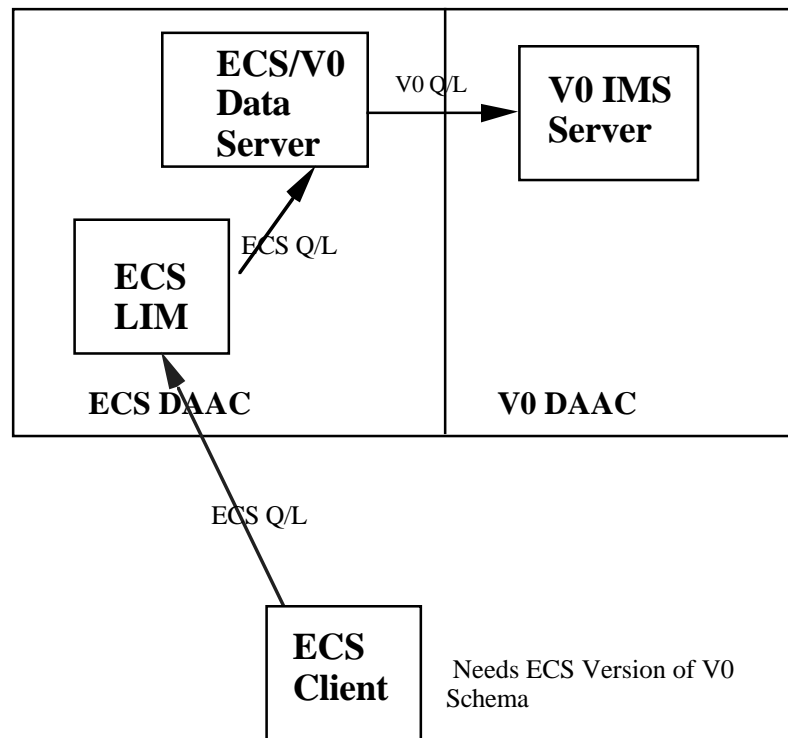 ECS/V0
Data
Server
V0 Q/L
V0 IMS
Server
ECS Q/L
ECS
LIM
ECS DAAC
V0 DAAC
ECS Q/L
ECS
Client
Needs ECS Version of V0
Schema